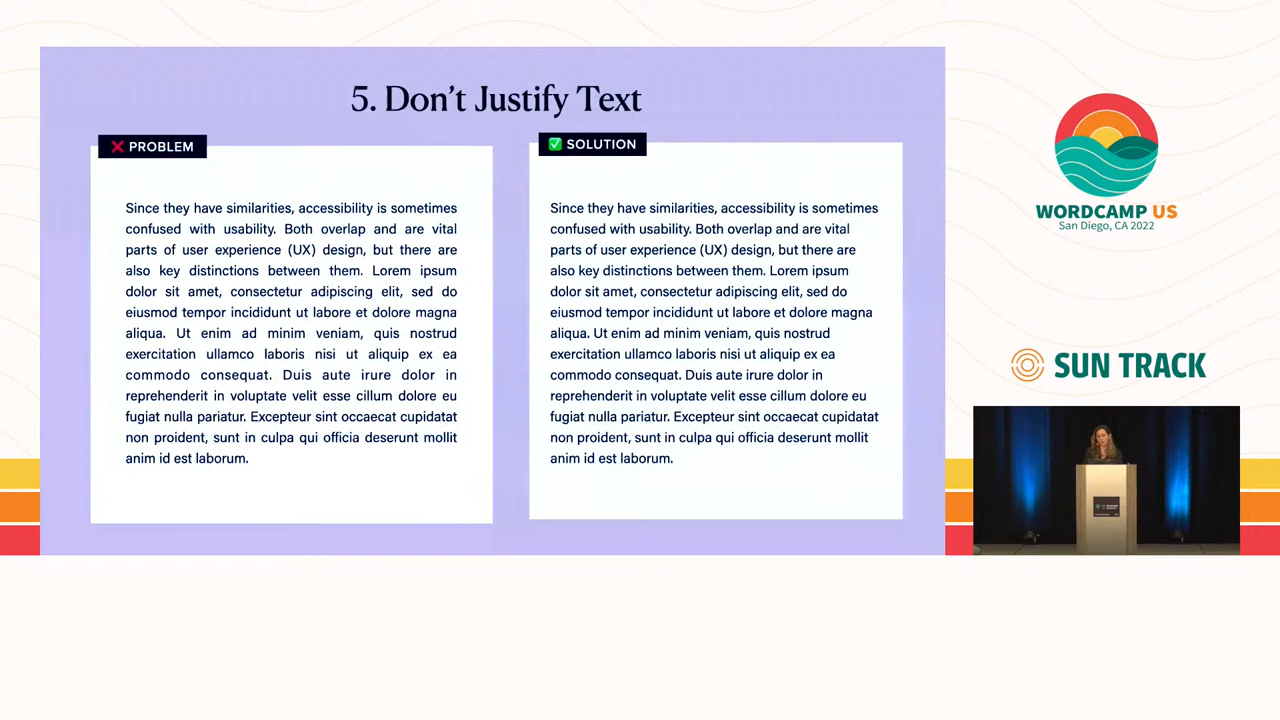 5. Don't Justify Text
❌ PROBLEM
Since they have similarities, accessibility is sometimes
confused with usability. Both overlap and are vital
parts of user experience (UX) design, but there are
also key distinctions between them. Lorem ipsum
dolor sit amet, consectetur adipiscing elit, sed do
eiusmod tempor incididunt ut labore et dolore magna
aliqua. Ut enim ad minim veniam, quis nostrud
exercitation ullamco laboris nisi ut aliquip ex ea
commodo consequat. Duis aute irure dolor in
reprehenderit in voluptate velit esse cillum dolore eu
fugiat nulla pariatur. Excepteur sint occaecat cupidatat
non proident, sunt in culpa qui officia deserunt mollit
anim id est laborum.
✅ SOLUTION
Since they have similarities, accessibility is sometimes
confused with usability. Both overlap and are vital
parts of user experience (UX) design, but there are
also key distinctions between them. Lorem ipsum
dolor sit amet, consectetur adipiscing elit, sed do
eiusmod tempor incididunt ut labore et dolore magna
aliqua. Ut enim ad minim veniam, quis nostrud
exercitation ullamco laboris nisi ut aliquip ex ea
commodo consequat. Duis aute irure dolor in
reprehenderit in voluptate velit esse cillum dolore eu
fugiat nulla pariatur. Excepteur sint occaecat cupidatat
non proident, sunt in culpa qui officia deserunt mollit
anim id est laborum.
WORDCAMP US
San Diego, CA 2022
SUN TRACK